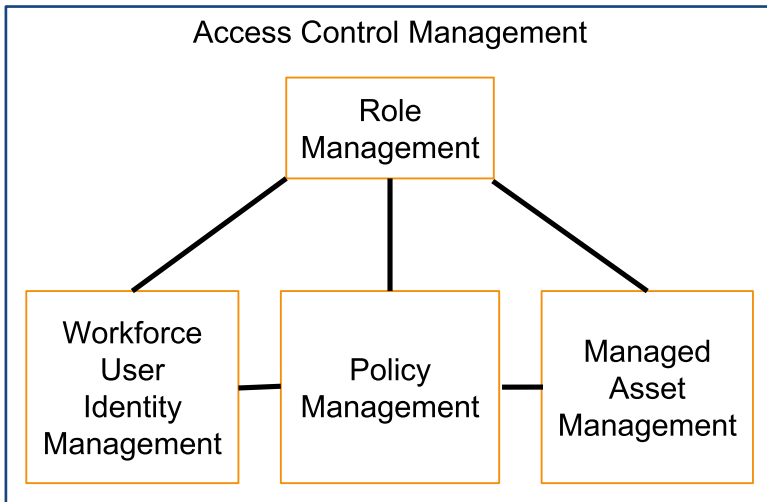 Access Control Management
Role
Management
Workforce
User
Identity
Management
Policy
Management
Managed
Asset
Management